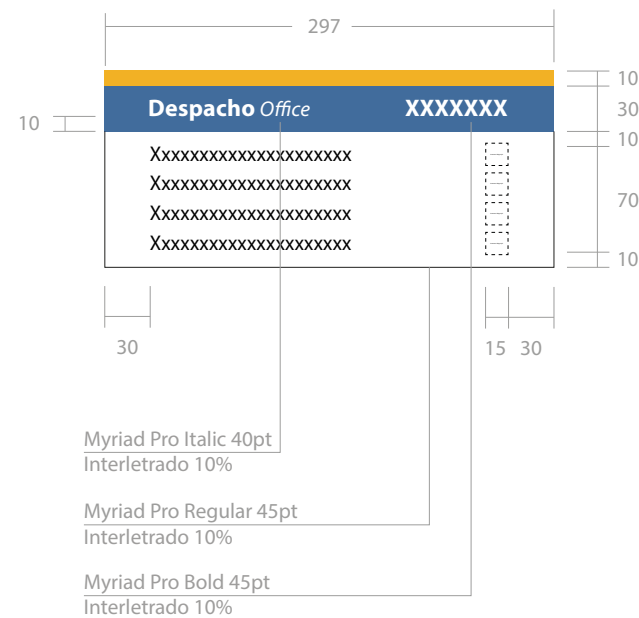 297
10
Despacho Office XXXXXXX
30
10
10
Xxxxxxxxxxxxxxxxxxxxx
Xxxxxxxxxxxxxxxxxxxxx
70
Xxxxxxxxxxxxxxxxxxxxx
Xxxxxxxxxxxxxxxxxxxxx
10
30
15 30
Myriad Pro Italic 40pt
Interletrado 10%
Myriad Pro Regular 45pt
Interletrado 10%
Myriad Pro Bold 45pt
Interletrado 10%